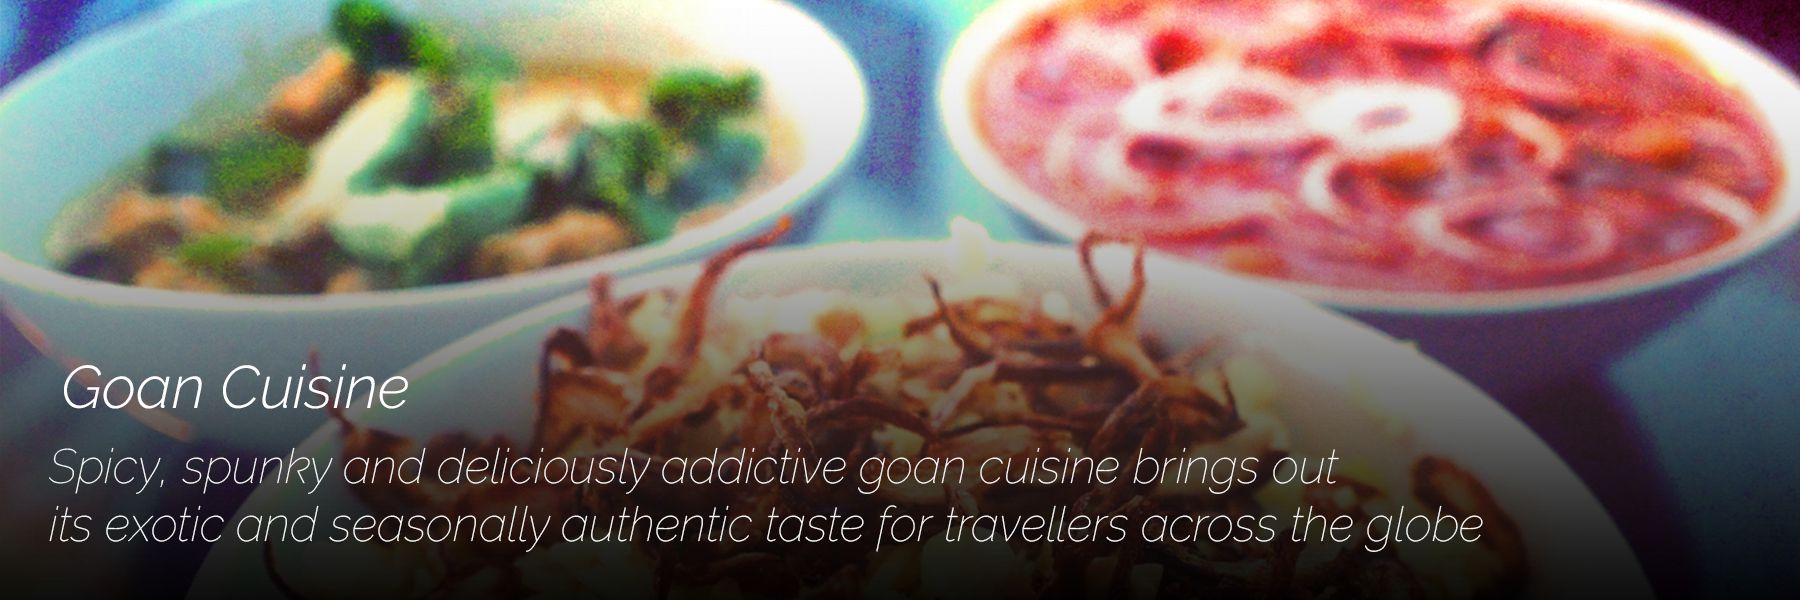 Goan Cuisine
Spicy, spunky and deliciously addictive goan cuisine brings out
its exotic and seasonally authentic taste for travellers across the globe